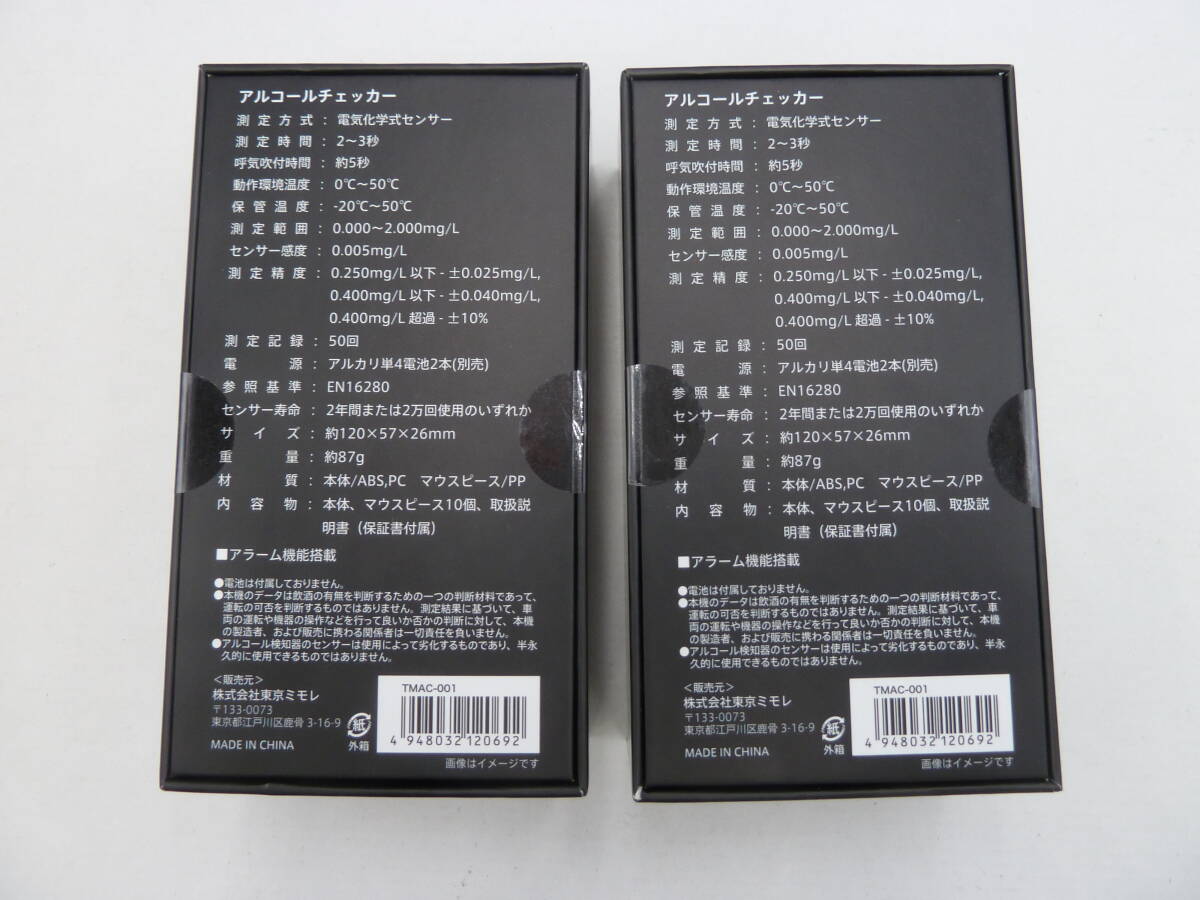 アルコールチェッカー
測定方式：電気化学式センサー
測定時間：2〜3秒
呼気吹付時間：約5秒
動作環境温度：0℃〜50℃
保管温度：-20℃〜50℃
測定範囲：0.000〜2.000mg/L
センサー感度：0.005mg/L
測定精度：0.250mg/L 以下 - ±0.025mg/L,
0.400mg/L 以下 - ±0.040mg/L,
0.400mg/L 超過 - ±10%
測定記録：50回
電源：アルカリ単4電池2本(別売)
参照基準：EN16280
センサー寿命：2年間または2万回使用のいずれか
サイズ：約120×57×26mm
重量：約87g
材質：本体/ABS,PC マウスピース/PP
内容物：本体、マウスピース10個、取扱説
明書（保証書付属）
■アラーム機能搭載
●電池は付属しておりません。
●本機のデータは飲酒の有無を判断するための一つの判断材料であって、
運転の可否を判断するものではありません。測定結果に基づいて、車
両の運転や機器の操作などを行って良いか否かの判断に対して、本機
の製造者、および販売に携わる関係者は一切責任を負いません。
●アルコール検知器のセンサーは使用によって劣化するものであり、半永
久的に使用できるものではありません。
＜販売元＞
株式会社東京ミモレ
〒133-0073
東京都江戸川区鹿骨 3-16-9
MADE IN CHINA
紙
外箱
TMAC-001
4 948032 120692
画像はイメージです
アルコールチェッカー
測定方式：電気化学式センサー
測定時間：2〜3秒
呼気吹付時間：約5秒
動作環境温度：0℃〜50℃
保管温度：-20℃〜50℃
測定範囲：0.000〜2.000mg/L
センサー感度：0.005mg/L
測定精度：0.250mg/L 以下 - ±0.025mg/L,
0.400mg/L 以下 - ±0.040mg/L,
0.400mg/L 超過 - ±10%
測定記録：50回
電源：アルカリ単4電池2本(別売)
参照基準：EN16280
センサー寿命：2年間または2万回使用のいずれか
サイズ：約120×57×26mm
重量：約87g
材質：本体/ABS,PC マウスピース/PP
内容物：本体、マウスピース10個、取扱説
明書（保証書付属）
■アラーム機能搭載
●電池は付属しておりません。
●本機のデータは飲酒の有無を判断するための一つの判断材料であって、
運転の可否を判断するものではありません。測定結果に基づいて、車
両の運転や機器の操作などを行って良いか否かの判断に対して、本機
の製造者、および販売に携わる関係者は一切責任を負いません。
●アルコール検知器のセンサーは使用によって劣化するものであり、半永
久的に使用できるものではありません。
＜販売元＞
株式会社東京ミモレ
〒133-0073
東京都江戸川区鹿骨 3-16-9
MADE IN CHINA
紙
外箱
TMAC-001
4 948032 120692
画像はイメージです